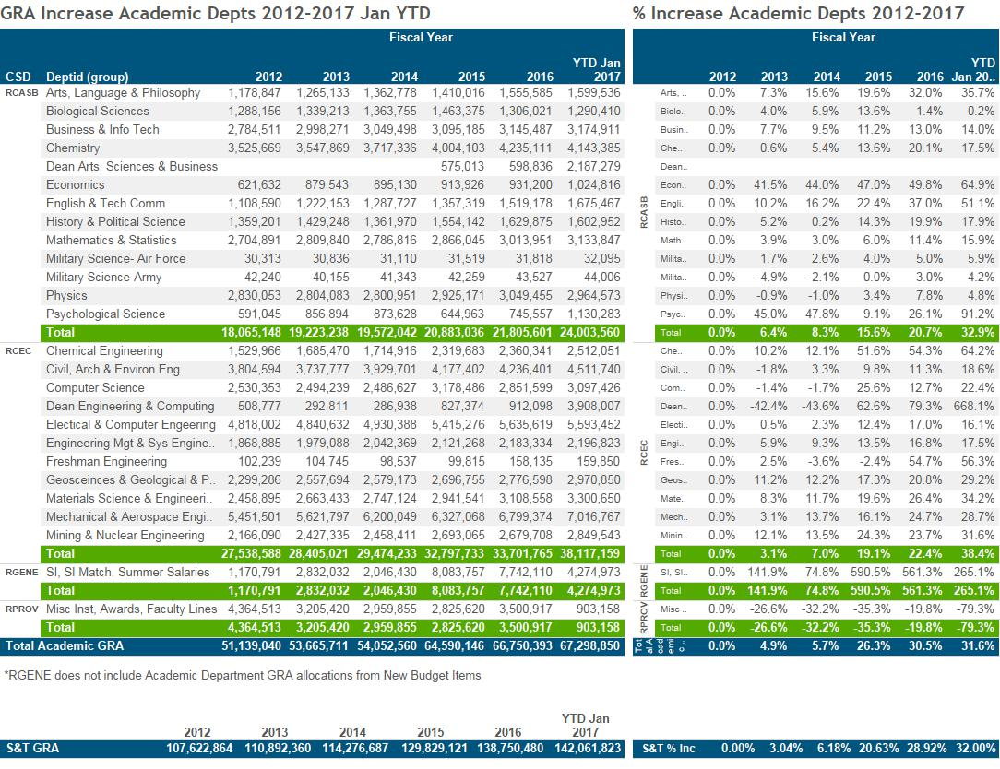 GRA Increase Academic Depts 2012-2017 Jan YTD
Fiscal Year
YTD Jan
CSD Deptid (group) 2012 2013 2014 2015 2016 2017
RCASB Arts, Language & Philosophy 1,178,847 1,265,133 1,362,778 1,410,016 1,555,585 1,599,536
Biological Sciences 1,288,156 1,339,213 1,363,755 1,463,375 1,306,021 1,290,410
Business & Info Tech 2,784,511 2,998,271 3,049,498 3,095,185 3,145,487 3,174,911
Chemistry 3,525,669 3,547,869 3,717,336 4,004,103 4,235,111 4,143,385
Dean Arts, Sciences & Business 575,013 598,836 2,187,279
Economics 621,632 879,543 895,130 913,926 931,200 1,024,816
English & Tech Comm 1,108,590 1,222,153 1,287,727 1,357,319 1,519,178 1,675,467
History & Political Science 1,359,201 1,429,248 1,361,970 1,554,142 1,629,875 1,602,952
Mathematics & Statistics 2,704,891 2,809,840 2,786,816 2,866,045 3,013,951 3,133,847
Military Science- Air Force 30,313 30,836 31,110 31,519 31,818 32,095
Military Science-Army 42,240 40,155 41,343 42,259 43,527 44,006
Physics 2,830,053 2,804,083 2,800,951 2,925,171 3,049,455 2,964,573
Psychological Science 591,045 856,894 873,628 644,963 745,557 1,130,283
Total 18,065,148 19,223,238 19,572,042 20,883,036 21,805,601 24,003,560
RCEC Chemical Engineering 1,529,966 1,685,470 1,714,916 2,319,683 2,360,341 2,512,051
Civil, Arch & Environ Eng 3,804,594 3,737,777 3,929,701 4,177,402 4,236,401 4,511,740
Computer Science 2,530,353 2,494,239 2,486,627 3,178,486 2,851,599 3,097,426
Dean Engineering & Computing 508,777 292,811 286,938 827,374 912,098 3,908,007
Electical & Computer Engeering 4,818,002 4,840,632 4,930,388 5,415,276 5,635,619 5,593,452
Engineering Mgt & Sys Engine.. 1,868,885 1,979,088 2,042,369 2,121,268 2,183,334 2,196,823
Freshman Engineering 102,239 104,745 98,537 99,815 158,135 159,850
Geosceinces & Geological & P.. 2,299,286 2,557,694 2,579,173 2,696,755 2,776,598 2,970,850
Materials Science & Engineeri.. 2,458,895 2,663,433 2,747,124 2,941,541 3,108,558 3,300,650
Mechanical & Aerospace Engi.. 5,451,501 5,621,797 6,200,049 6,327,068 6,799,374 7,016,767
Mining & Nuclear Engineering 2,166,090 2,427,335 2,458,411 2,693,065 2,679,708 2,849,543
Total 27,538,588 28,405,021 29,474,233 32,797,733 33,701,765 38,117,159
RGENE SI, SI Match, Summer Salaries 1,170,791 2,832,032 2,046,430 8,083,757 7,742,110 4,274,973
Total 1,170,791 2,832,032 2,046,430 8,083,757 7,742,110 4,274,973
RPROV Misc Inst, Awards, Faculty Lines 4,364,513 3,205,420 2,959,855 2,825,620 3,500,917 903,158
Total 4,364,513 3,205,420 2,959,855 2,825,620 3,500,917 903,158
Total Academic GRA 51,139,040 53,665,711 54,052,560 64,590,146 66,750,393 67,298,850
*RGENE does not include Academic Department GRA allocations from New Budget Items
YTD Jan
2012 2013 2014 2015 2016 2017
S&T GRA 107,622,864 110,892,360 114,276,687 129,829,121 138,750,480 142,061,823
% Increase Academic Depts 2012-2017
Fiscal Year
YTD
2012 2013 2014 2015 2016 Jan 20..
RCASB
Arts, .. 0.0% 7.3% 15.6% 19.6% 32.0% 35.7%
Biolo.. 0.0% 4.0% 5.9% 13.6% 1.4% 0.2%
Busin.. 0.0% 7.7% 9.5% 11.2% 13.0% 14.0%
Che.. 0.0% 0.6% 5.4% 13.6% 20.1% 17.5%
Dean..
Econ.. 0.0% 41.5% 44.0% 47.0% 49.8% 64.9%
Engli.. 0.0% 10.2% 16.2% 22.4% 37.0% 51.1%
Histo.. 0.0% 5.2% 0.2% 14.3% 19.9% 17.9%
Math.. 0.0% 3.9% 3.0% 6.0% 11.4% 15.9%
Milita.. 0.0% 1.7% 2.6% 4.0% 5.0% 5.9%
Milita.. 0.0% -4.9% -2.1% 0.0% 3.0% 4.2%
Physi.. 0.0% -0.9% -1.0% 3.4% 7.8% 4.8%
Psyc.. 0.0% 45.0% 47.8% 9.1% 26.1% 91.2%
Total 0.0% 6.4% 8.3% 15.6% 20.7% 32.9%
RCEC
Che.. 0.0% 10.2% 12.1% 51.6% 54.3% 64.2%
Civil, .. 0.0% -1.8% 3.3% 9.8% 11.3% 18.6%
Com.. 0.0% -1.4% -1.7% 25.6% 12.7% 22.4%
Dean.. 0.0% -42.4% -43.6% 62.6% 79.3% 668.1%
Electi.. 0.0% 0.5% 2.3% 12.4% 17.0% 16.1%
Engi.. 0.0% 5.9% 9.3% 13.5% 16.8% 17.5%
Fres.. 0.0% 2.5% -3.6% -2.4% 54.7% 56.3%
Geos.. 0.0% 11.2% 12.2% 17.3% 20.8% 29.2%
Mate.. 0.0% 8.3% 11.7% 19.6% 26.4% 34.2%
Mech.. 0.0% 3.1% 13.7% 16.1% 24.7% 28.7%
Minin.. 0.0% 12.1% 13.5% 24.3% 23.7% 31.6%
Total 0.0% 3.1% 7.0% 19.1% 22.4% 38.4%
RGENE
SI, SI.. 0.0% 141.9% 74.8% 590.5% 561.3% 265.1%
Total 0.0% 141.9% 74.8% 590.5% 561.3% 265.1%
RPROV
Misc .. 0.0% -26.6% -32.2% -35.3% -19.8% -79.3%
Total 0.0% -26.6% -32.2% -35.3% -19.8% -79.3%
Tot al A cad emi c .. 0.0% 4.9% 5.7% 26.3% 30.5% 31.6%
S&T % Inc 0.00% 3.04% 6.18% 20.63% 28.92% 32.00%